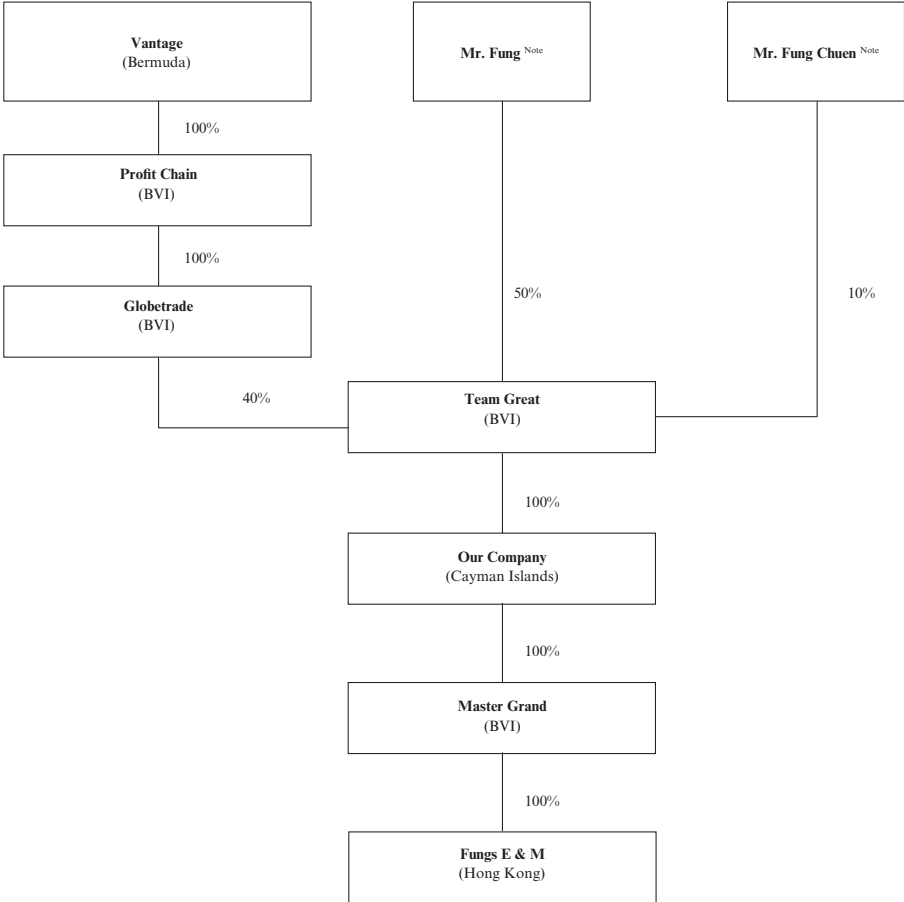 Vantage
(Bermuda)
Mr. Fung Note
Mr. Fung Chuen Note
100%
Profit Chain
(BVI)
100%
Globetrade
(BVI)
50%
10%
40%
Team Great
(BVI)
100%
Our Company
(Cayman Islands)
100%
Master Grand
(BVI)
100%
Fungs E & M
(Hong Kong)